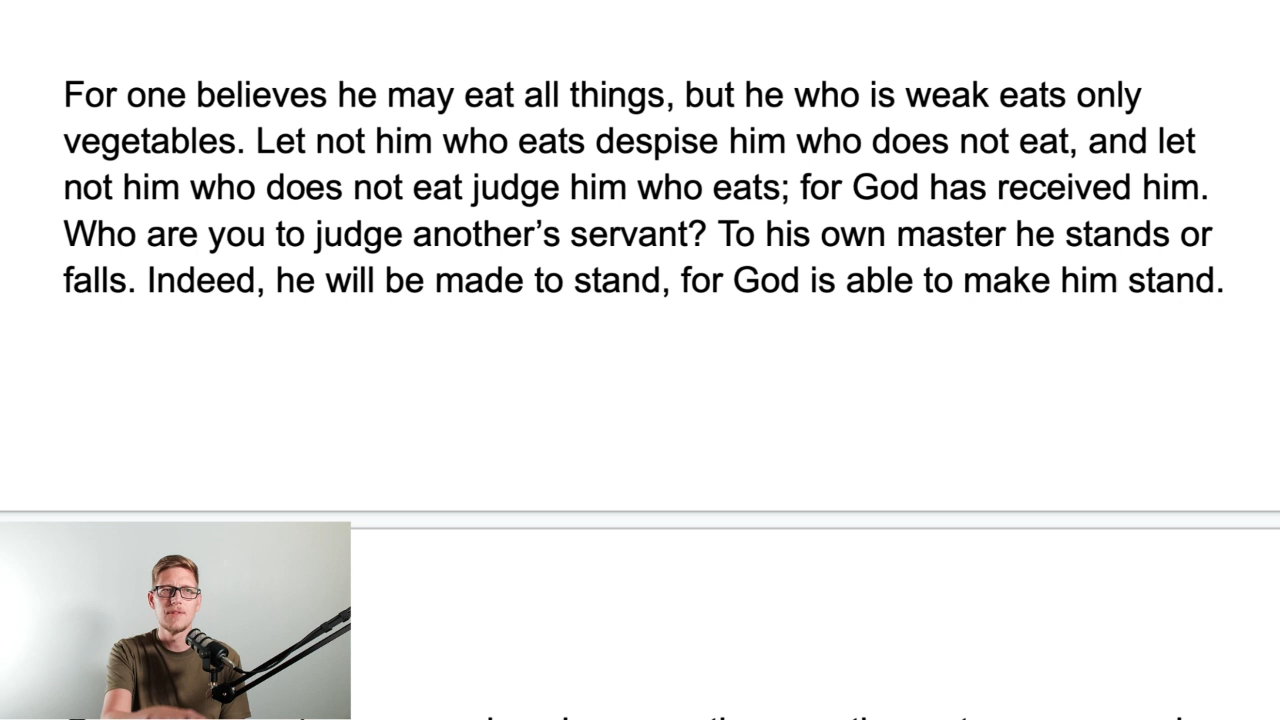 For one believes he may eat all things, but he who is weak eats only
vegetables. Let not him who eats despise him who does not eat, and let
not him who does not eat judge him who eats; for God has received him.
Who are you to judge another’s servant? To his own master he stands or
falls. Indeed, he will be made to stand, for God is able to make him stand.